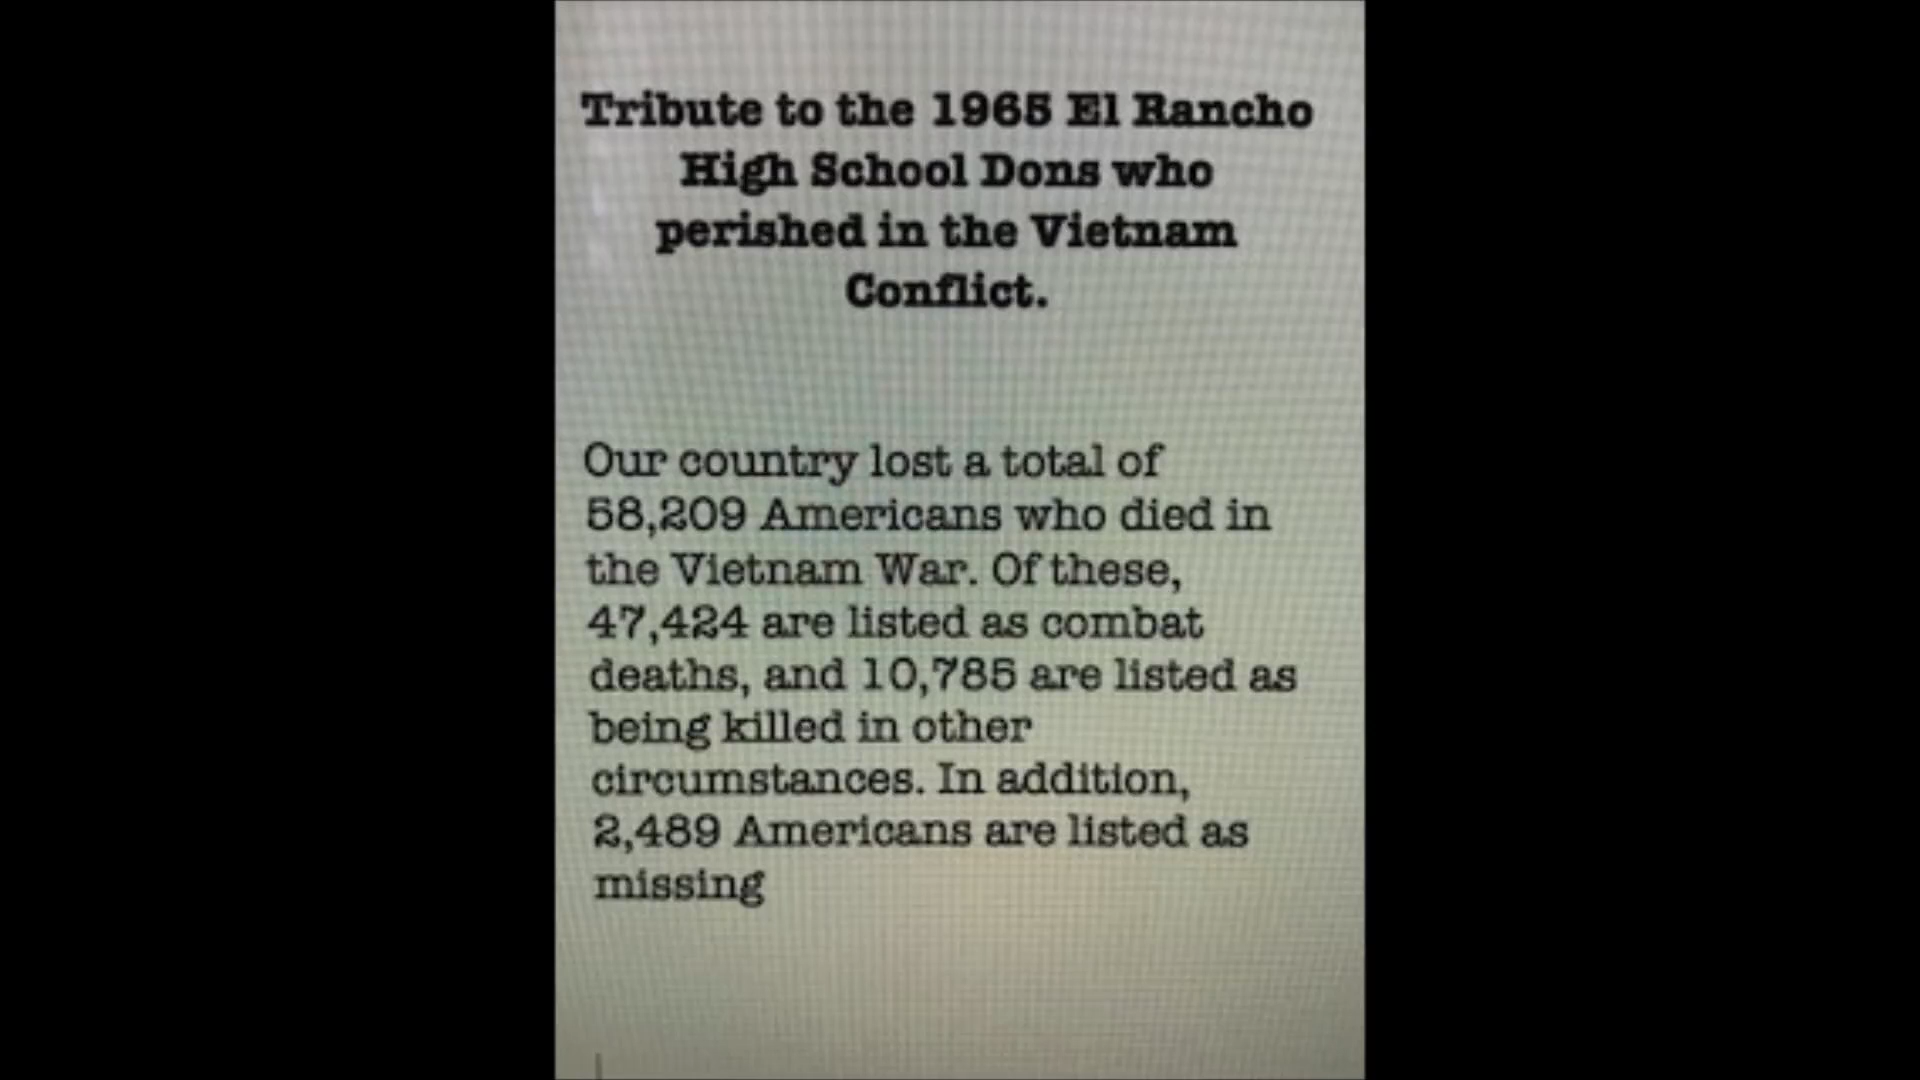 Tribute to the 1965 El Rancho
High School Dons who
perished in the Vietnam
Conflict.
Our country lost a total of
58,209 Americans who died in
the Vietnam War. Of these,
47,424 are listed as combat
deaths, and 10,785 are listed as
being killed in other
circumstances. In addition,
2,489 Americans are listed as
missing